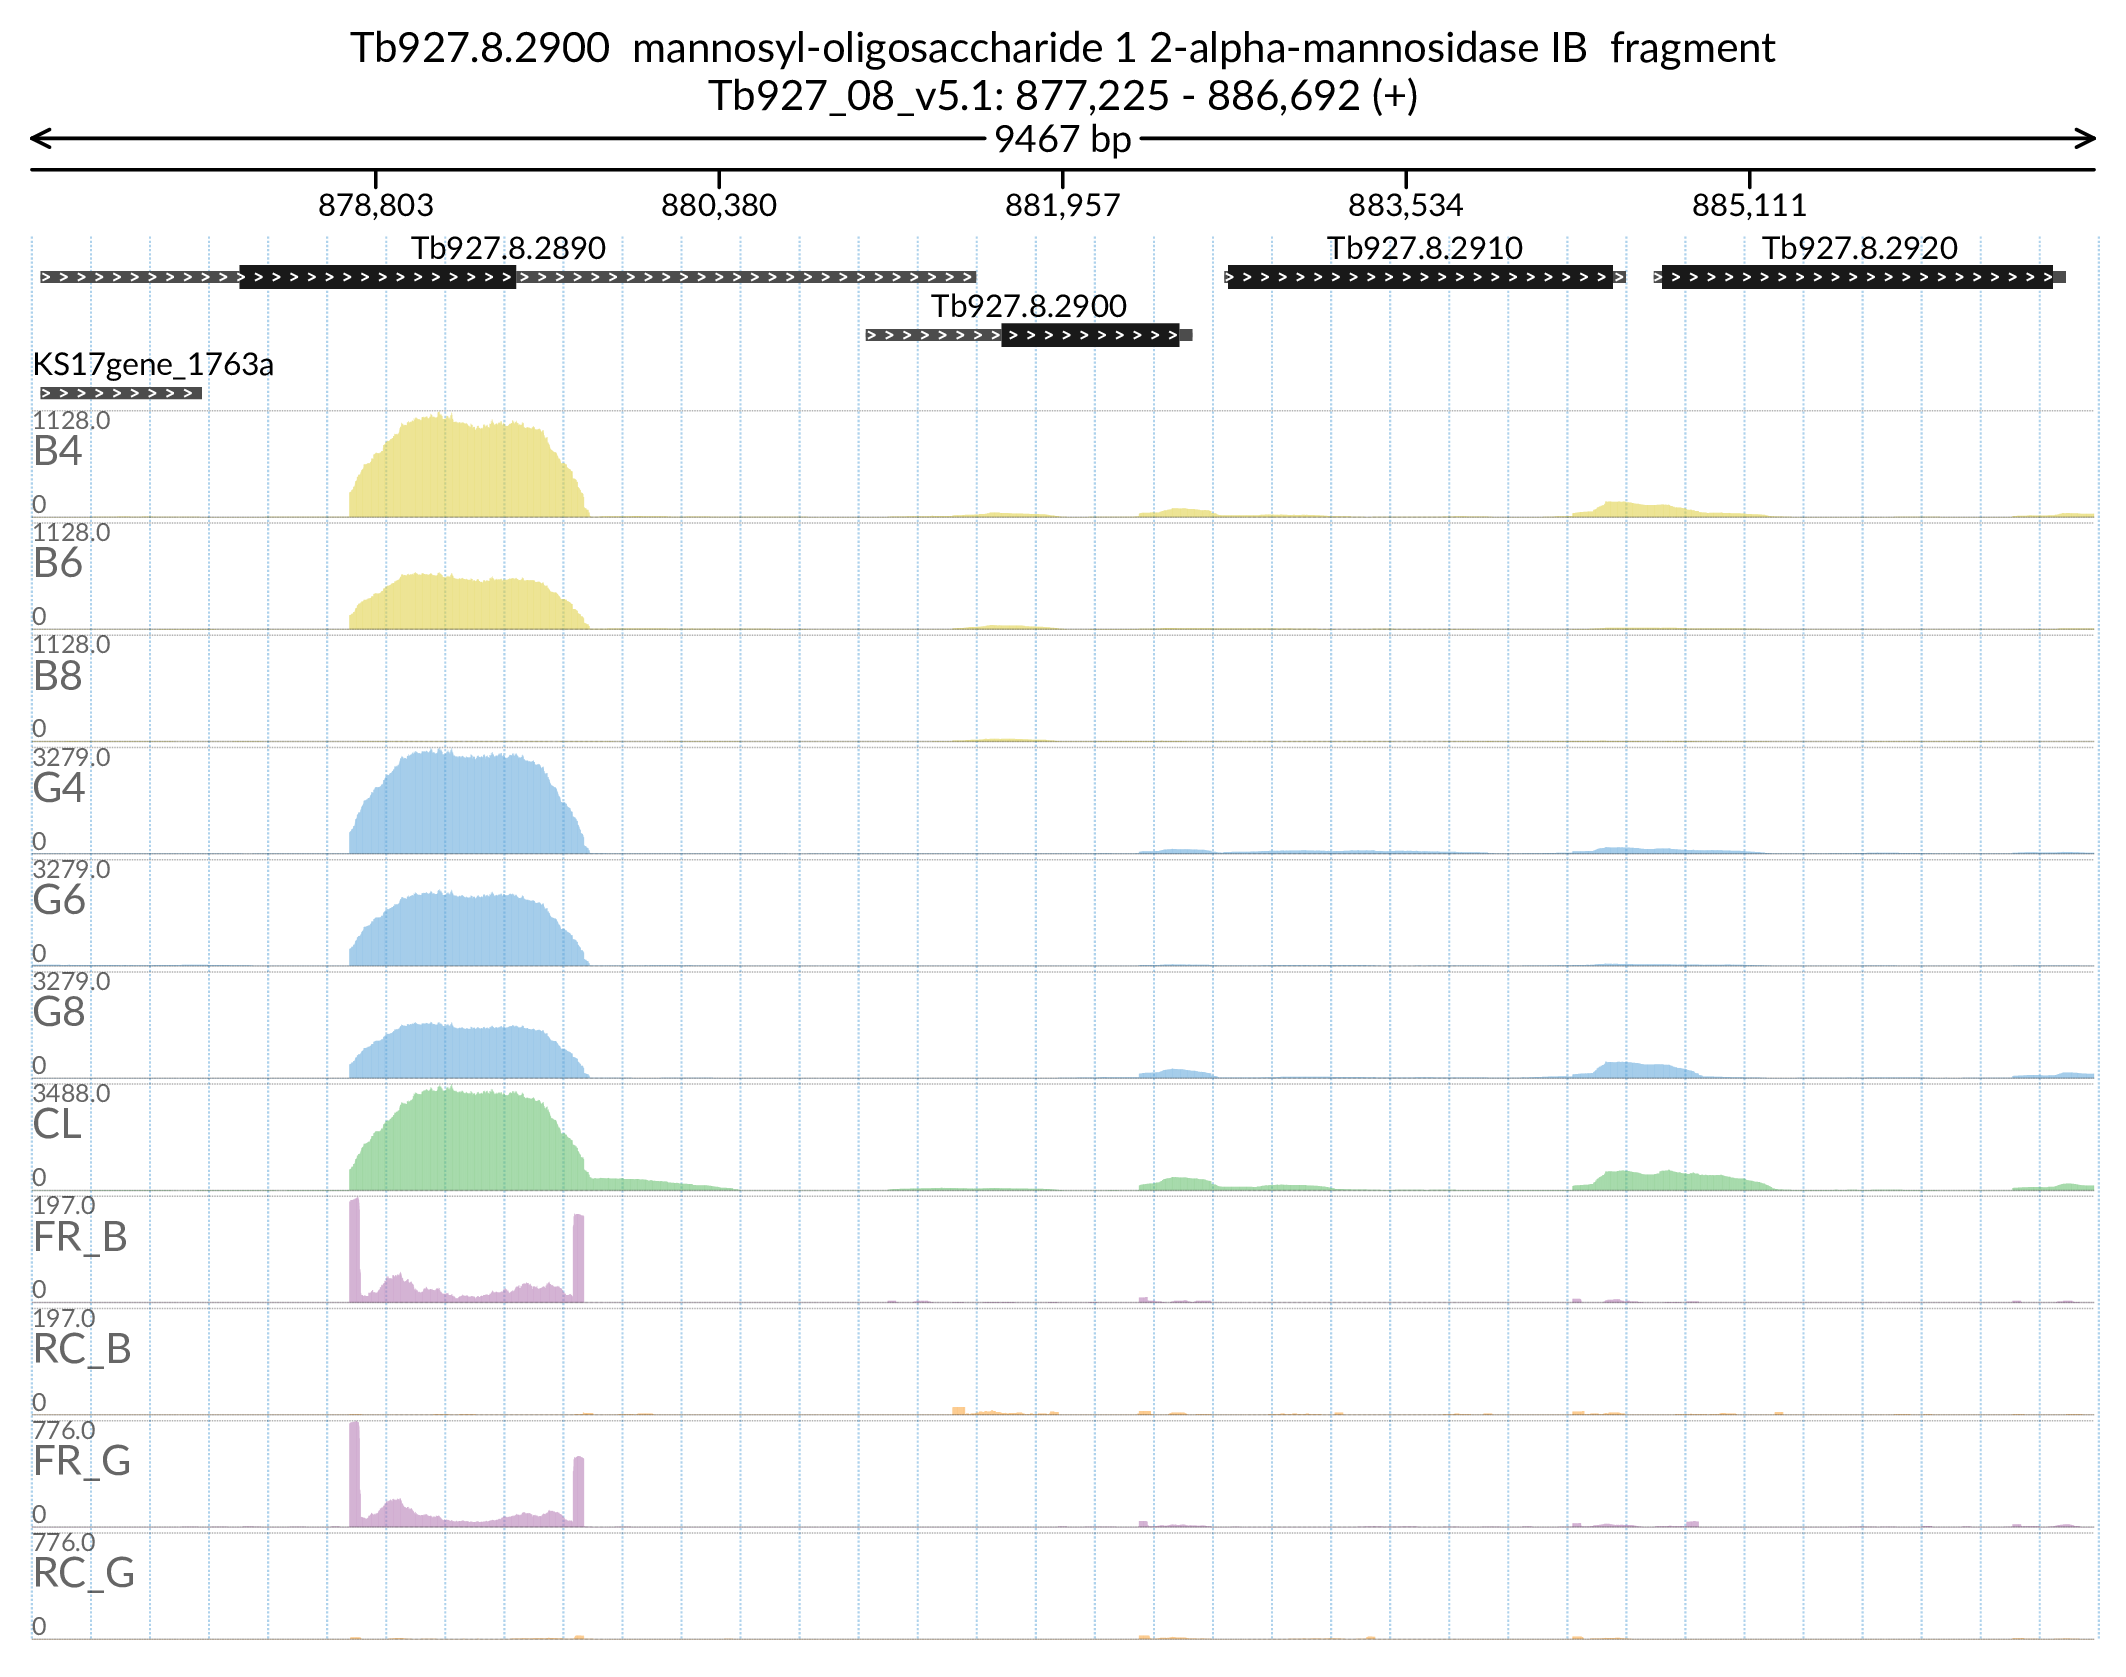 Tb927.8.2900  mannosyl-oligosaccharide 1 2-alpha-mannosidase IB  fragment
Tb927_08_v5.1: 877,225 - 886,692 (+)
9467 bp
878,803 880,380 881,957 883,534 885,111
Tb927.8.2890 Tb927.8.2910 Tb927.8.2920
Tb927.8.2900
KS17gene_1763a
1128.0
B4
0
1128.0
B6
0
1128.0
B8
0
3279.0
G4
0
3279.0
G6
0
3279.0
G8
0
3488.0
CL
0
197.0
FR_B
0
197.0
RC_B
0
776.0
FR_G
0
776.0
RC_G
0